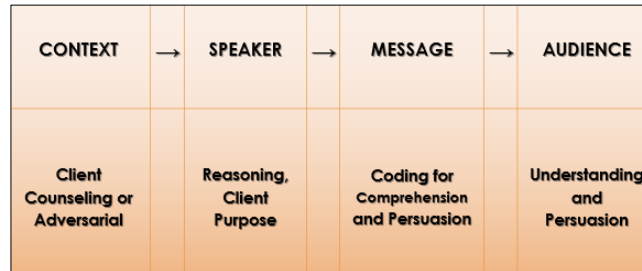 CONTEXT → SPEAKER → MESSAGE → AUDIENCE
Client
Counseling or
Adversarial
Reasoning,
Client
Purpose
Coding for
Comprehension
and Persuasion
Understanding
and
Persuasion